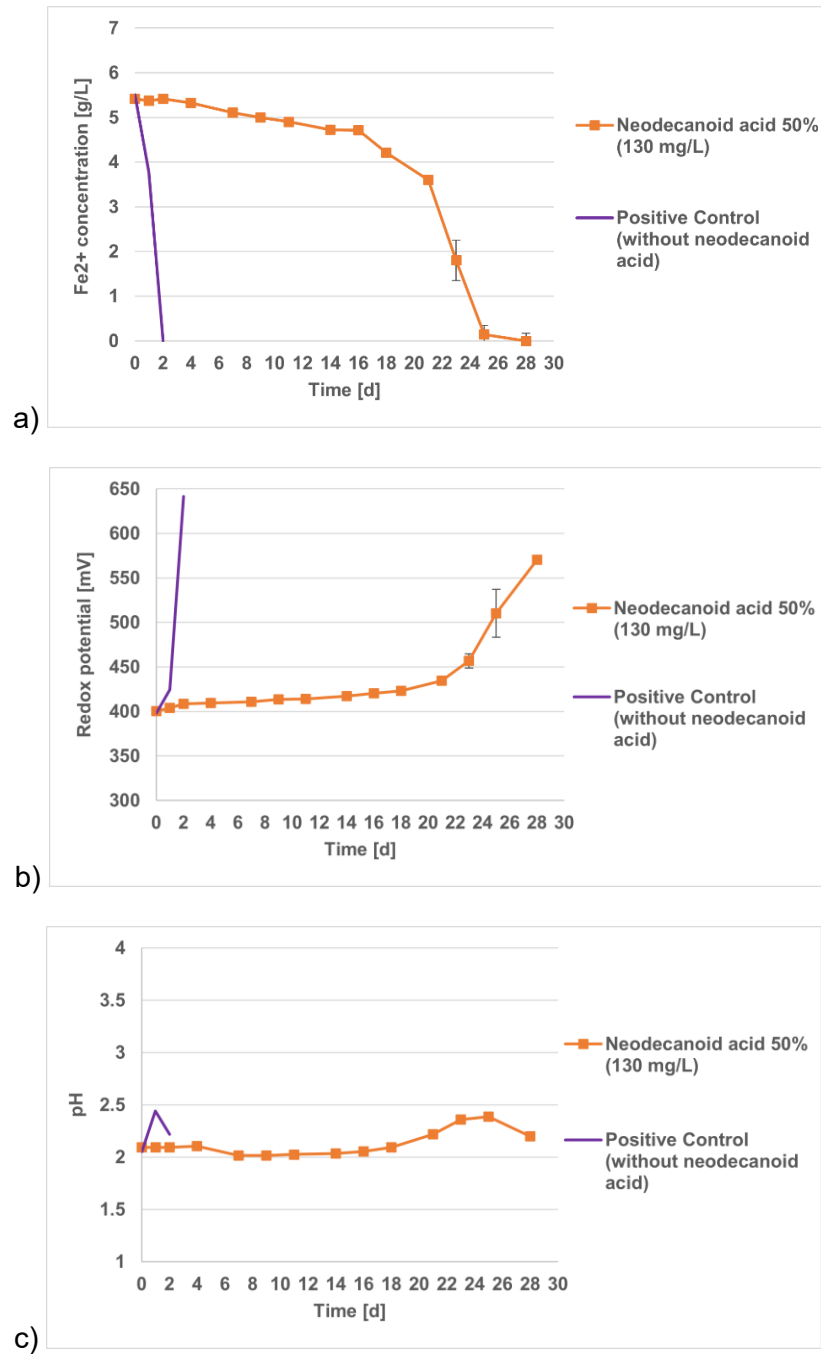 7
6
5
4
3
2
1
0
Fe2+ concentration [g/L]
0 2 4 6 8 10 12 14 16 18 20 22 24 26 28 30
Time [d]
Neodecanoid acid 50%
(130 mg/L)
Positive Control
(without neodecanoid
acid)
a)
650
600
550
500
450
400
350
300
Redox potential [mV]
0 2 4 6 8 10 12 14 16 18 20 22 24 26 28 30
Time [d]
Neodecanoid acid 50%
(130 mg/L)
Positive Control
(without neodecanoid
acid)
b)
4
3.5
3
2.5
2
1.5
1
pH
0 2 4 6 8 10 12 14 16 18 20 22 24 26 28 30
Time [d]
Neodecanoid acid 50%
(130 mg/L)
Positive Control
(without neodecanoid
acid)
c)